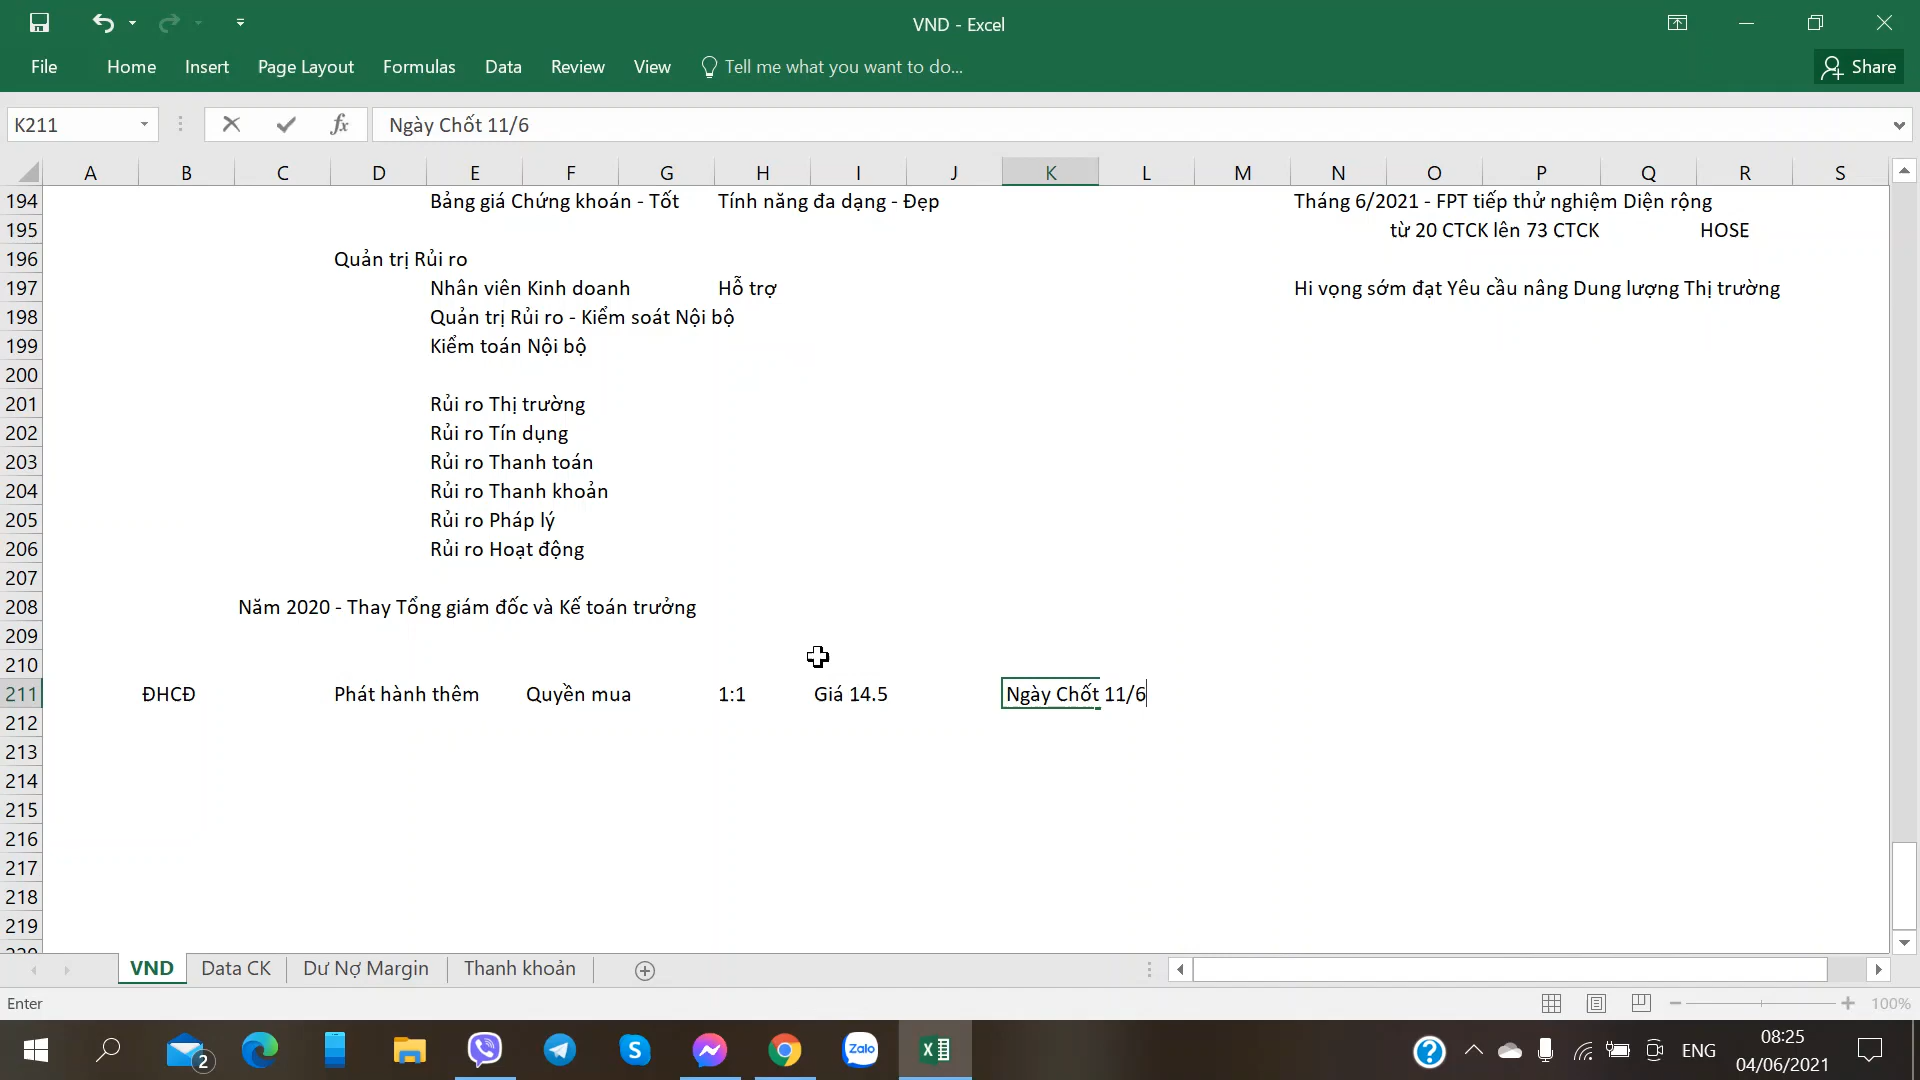 VND - Excel
File Home Insert Page Layout Formulas Data Review View Tell me what you want to do... Share
K211 fx Ngày Chốt 11/6
A B C D E F G H I J K L M N O P Q R S
194 Bảng giá Chứng khoán - Tốt Tính năng đa dạng - Đẹp Tháng 6/2021 - FPT tiếp thử nghiệm Diện rộng
195 từ 20 CTCK lên 73 CTCK HOSE
196 Quản trị Rủi ro
197 Nhân viên Kinh doanh Hỗ trợ Hi vọng sớm đạt Yêu cầu nâng Dung lượng Thị trường
198 Quản trị Rủi ro - Kiểm soát Nội bộ
199 Kiểm toán Nội bộ
200
201 Rủi ro Thị trường
202 Rủi ro Tín dụng
203 Rủi ro Thanh toán
204 Rủi ro Thanh khoản
205 Rủi ro Pháp lý
206 Rủi ro Hoạt động
207
208 Năm 2020 - Thay Tổng giám đốc và Kế toán trưởng
209
210
211 ĐHCĐ Phát hành thêm Quyền mua 1:1 Giá 14.5 Ngày Chốt 11/6
212
213
214
215
216
217
218
219
220
VND Data CK Dư Nợ Margin Thanh khoản
Enter 100%
2 S Zalo ? ENG 08:25
04/06/2021